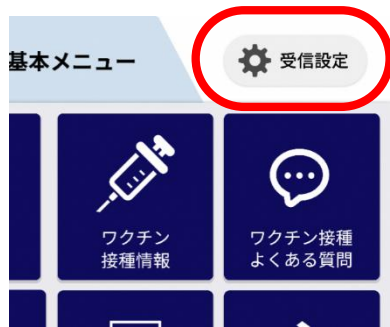 基本メニュー
受信設定
ワクチン
接種情報
ワクチン接種
よくある質問